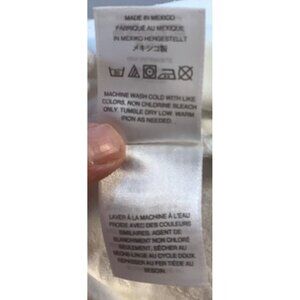 MADE IN MEXICO
FABRIQUÉ AU MEXIQUE
IN MEXIKO HERGESTELLT
メキシコ製
MACHINE WASH COLD WITH LIKE
COLORS, NON CHLORINE BLEACH
ONLY, TUMBLE DRY LOW. WARM
IRON AS NEEDED.
LAVER À LA MACHINE À L'EAU
FROIDE AVEC DES COULEURS
SIMILAIRES, AGENT DE
BLANCHIMENT NON CHLORÉ
SEULEMENT. SÉCHER AU
SÈCHE-LINGE AU CYCLE DOUX.
REPASSER AU FER TIÈDE AU
BESOIN